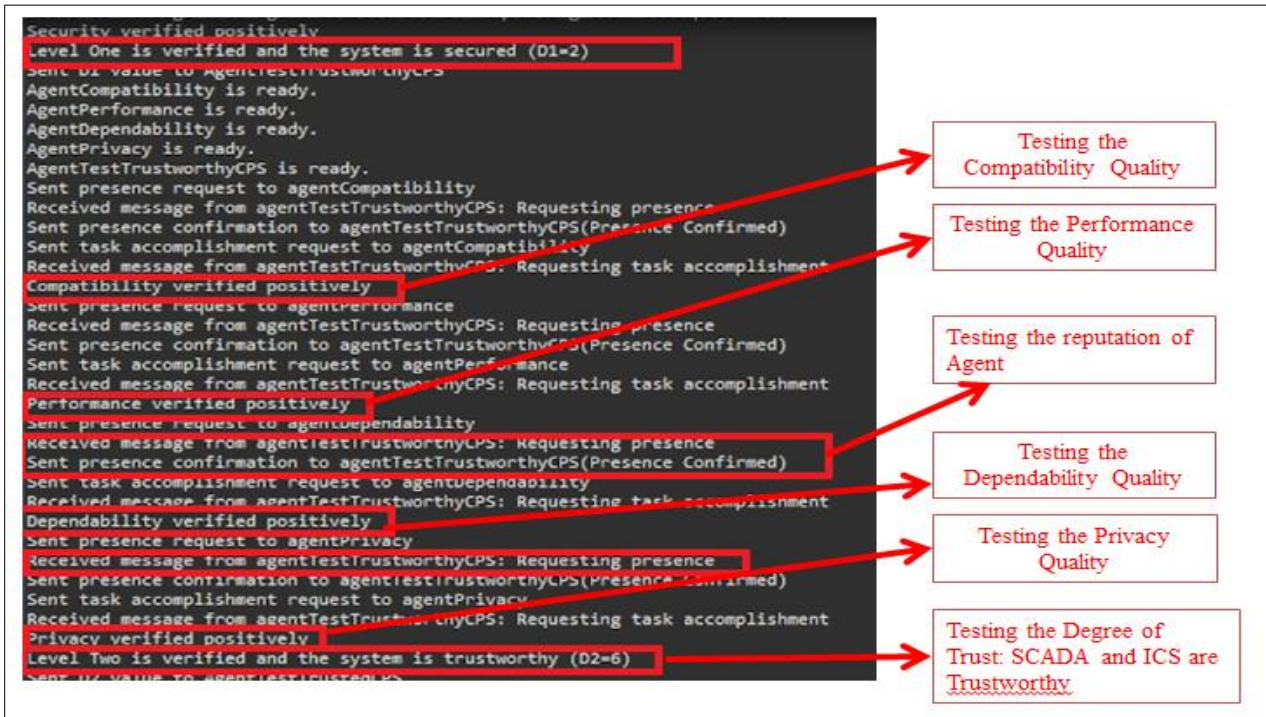 Security verified positively
Level One is verified and the system is secured (D1=2)
Sent D1 value to AgentTestTrustworthyCPS
AgentCompatibility is ready.
AgentPerformance is ready.
AgentDependability is ready.
AgentPrivacy is ready.
AgentTestTrustworthyCPS is ready.
Sent presence request to agentCompatibility
Received message from agentTestTrustworthyCPS: Requesting presence
Sent presence confirmation to agentTestTrustworthyCPS(Presence Confirmed)
Sent task accomplishment request to agentCompatibility
Received message from agentTestTrustworthyCPS: Requesting task accomplishment
Compatibility verified positively
Sent presence request to agentPerformance
Received message from agentTestTrustworthyCPS: Requesting presence
Sent presence confirmation to agentTestTrustworthyCPS(Presence Confirmed)
Sent task accomplishment request to agentPerformance
Received message from agentTestTrustworthyCPS: Requesting task accomplishment
Performance verified positively
Sent presence request to agentDependability
Received message from agentTestTrustworthyCPS: Requesting presence
Sent presence confirmation to agentTestTrustworthyCPS(Presence Confirmed)
Sent task accomplishment request to agentDependability
Received message from agentTestTrustworthyCPS: Requesting task accomplishment
Dependability verified positively
Sent presence request to agentPrivacy
Received message from agentTestTrustworthyCPS: Requesting presence
Sent presence confirmation to agentTestTrustworthyCPS(Presence Confirmed)
Sent task accomplishment request to agentPrivacy
Received message from agentTestTrustworthyCPS: Requesting task accomplishment
Privacy verified positively
Level Two is verified and the system is trustworthy (D2=6)
Sent D2 value to AgentTestTrustedCPS
Testing the
Compatibility Quality
Testing the Performance
Quality
Testing the reputation of
Agent
Testing the
Dependability Quality
Testing the Privacy
Quality
Testing the Degree of
Trust: SCADA and ICS are
Trustworthy